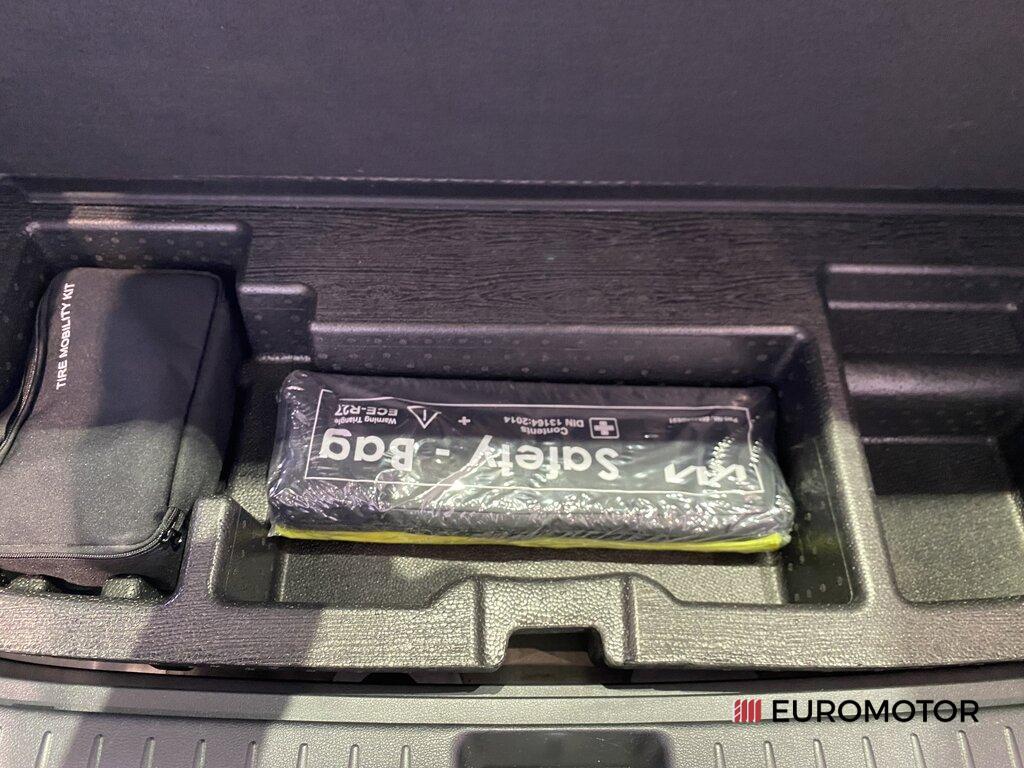 TIRE MOBILITY KIT
Safety - Bag
Contents
DIN 13164:2014
+
Warning Triangle
ECE-R27
EUROMOTOR